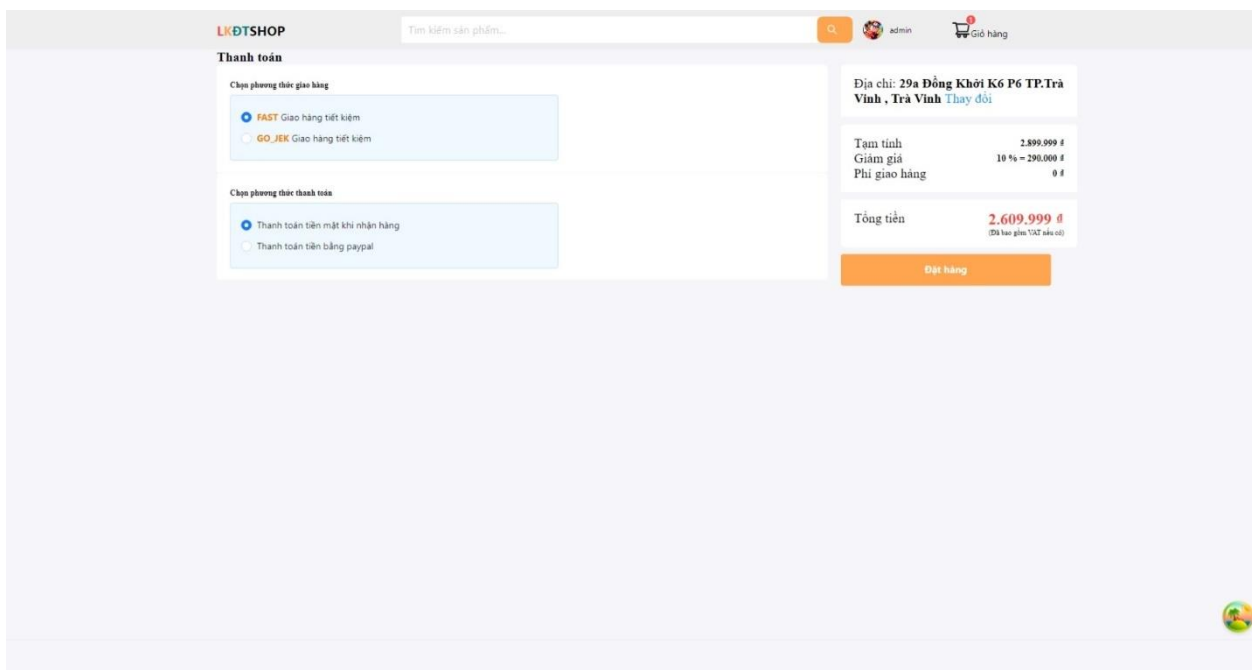 LKĐTSHOP
Tìm kiếm sản phẩm...
admin
1
Giỏ hàng
Thanh toán
Chọn phương thức giao hàng
FAST Giao hàng tiết kiệm
GO_JEK Giao hàng tiết kiệm
Chọn phương thức thanh toán
Thanh toán tiền mặt khi nhận hàng
Thanh toán tiền bằng paypal
Địa chỉ: 29a Đồng Khởi K6 P6 TP.Trà
Vinh , Trà Vinh Thay đổi
Tạm tính 2.899.999 đ
Giảm giá 10 % = 290.000 đ
Phí giao hàng 0 đ
Tổng tiền 2.609.999 đ
(Đã bao gồm VAT nếu có)
Đặt hàng